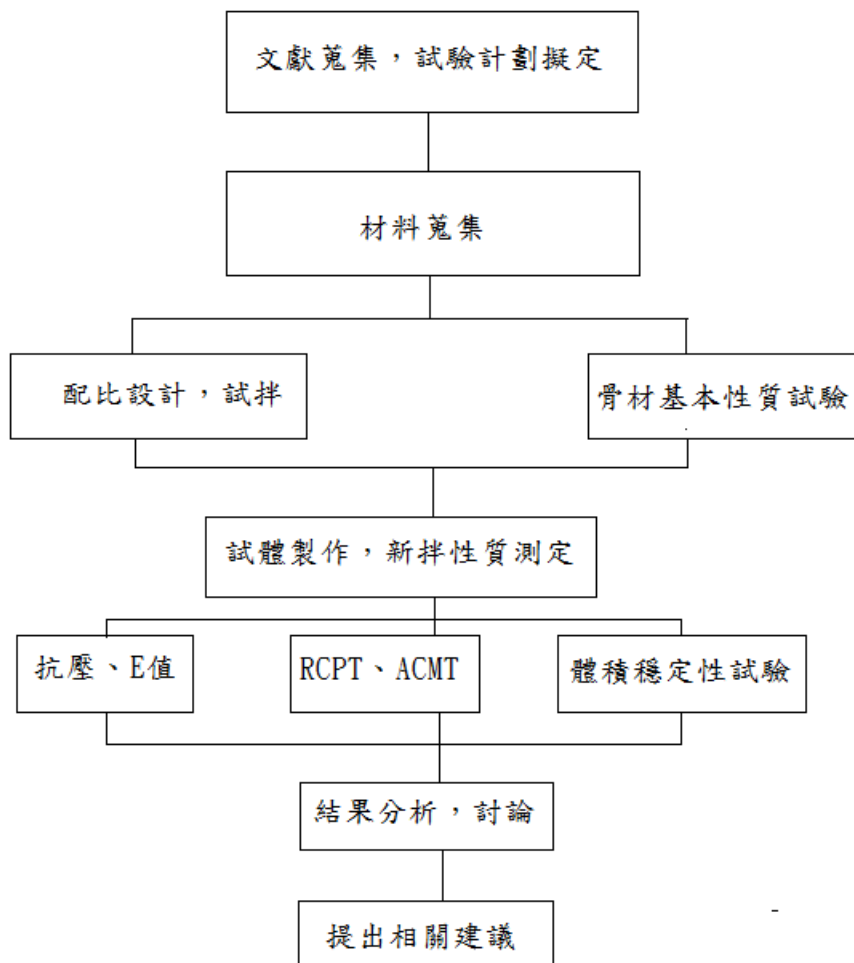 文獻蒐集，試驗計劃擬定
材料蒐集
配比設計，試拌
骨材基本性質試驗
試體製作，新拌性質測定
抗壓、E值
RCPT、ACMT
體積穩定性試驗
結果分析，討論
提出相關建議